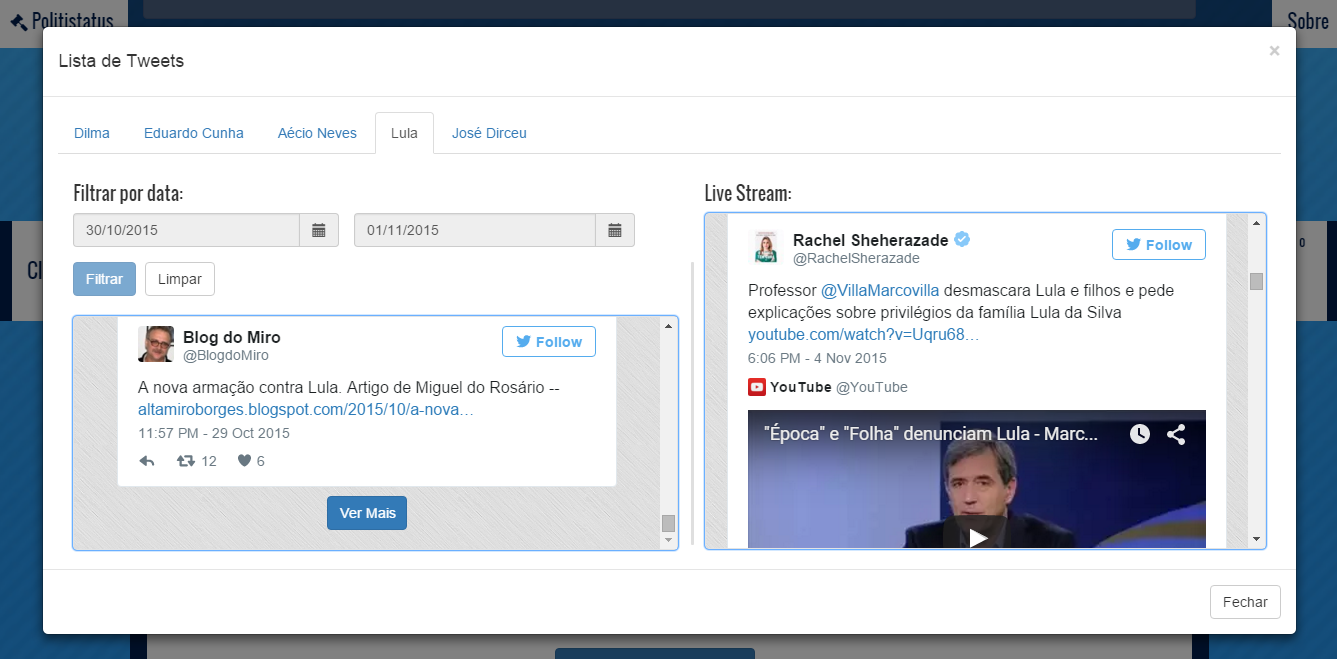 Politistatus
Sobre
Lista de Tweets
×
Dilma
Eduardo Cunha
Aécio Neves
Lula
José Dirceu
Filtrar por data:
30/10/2015
01/11/2015
Filtrar
Limpar
Blog do Miro
@BlogdoMiro
Follow
A nova armação contra Lula. Artigo de Miguel do Rosário --
altamiroborges.blogspot.com/2015/10/a-nova…
11:57 PM - 29 Oct 2015
12
6
Ver Mais
Live Stream:
Rachel Sheherazade
@RachelSherazade
Follow
Professor @VillaMarcovilla desmascara Lula e filhos e pede
explicações sobre privilégios da família Lula da Silva
youtube.com/watch?v=Uqru68…
6:06 PM - 4 Nov 2015
YouTube @YouTube
"Época" e "Folha" denunciam Lula - Marc...
0
Fechar